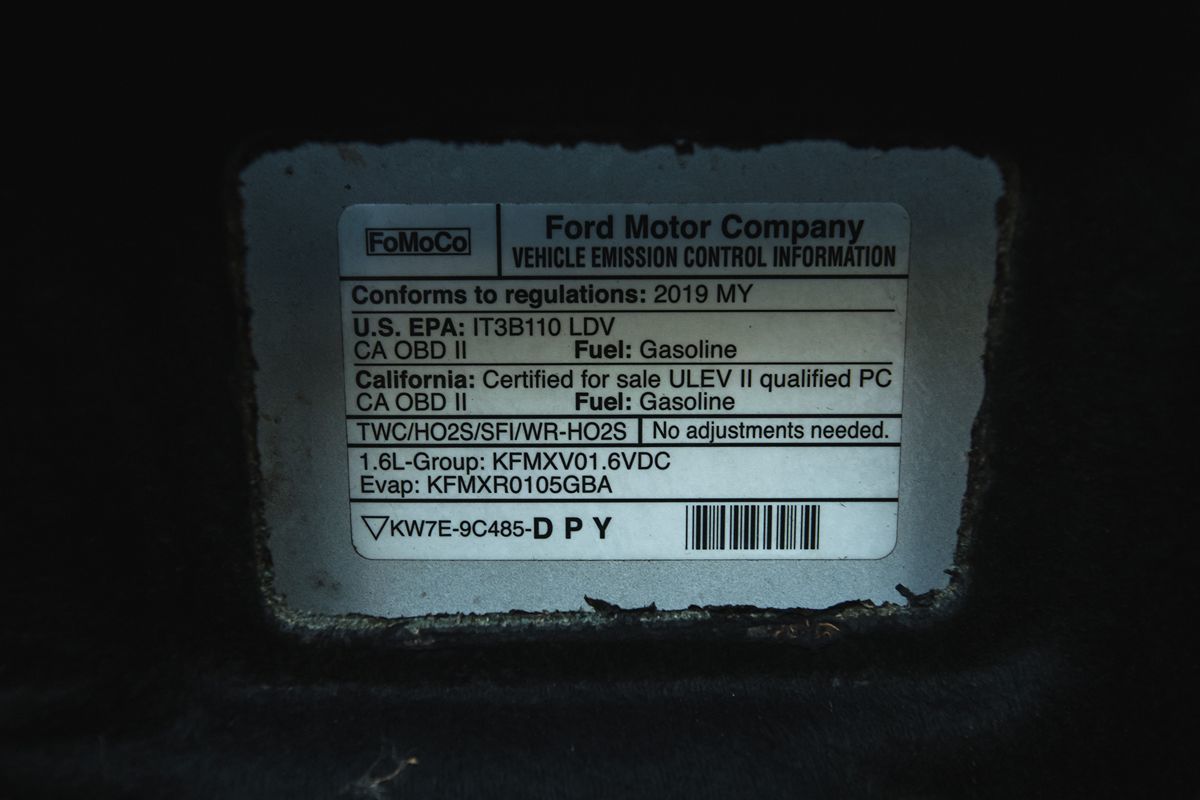 FoMoCo
Ford Motor Company
VEHICLE EMISSION CONTROL INFORMATION
Conforms to regulations: 2019 MY
U.S. EPA: IT3B110 LDV
CA OBD II Fuel: Gasoline
California: Certified for sale ULEV II qualified PC
CA OBD II Fuel: Gasoline
TWC/HO2S/SFI/WR-HO2S No adjustments needed.
1.6L-Group: KFMXV01.6VDC
Evap: KFMXR0105GBA
KW7E-9C485-D P Y